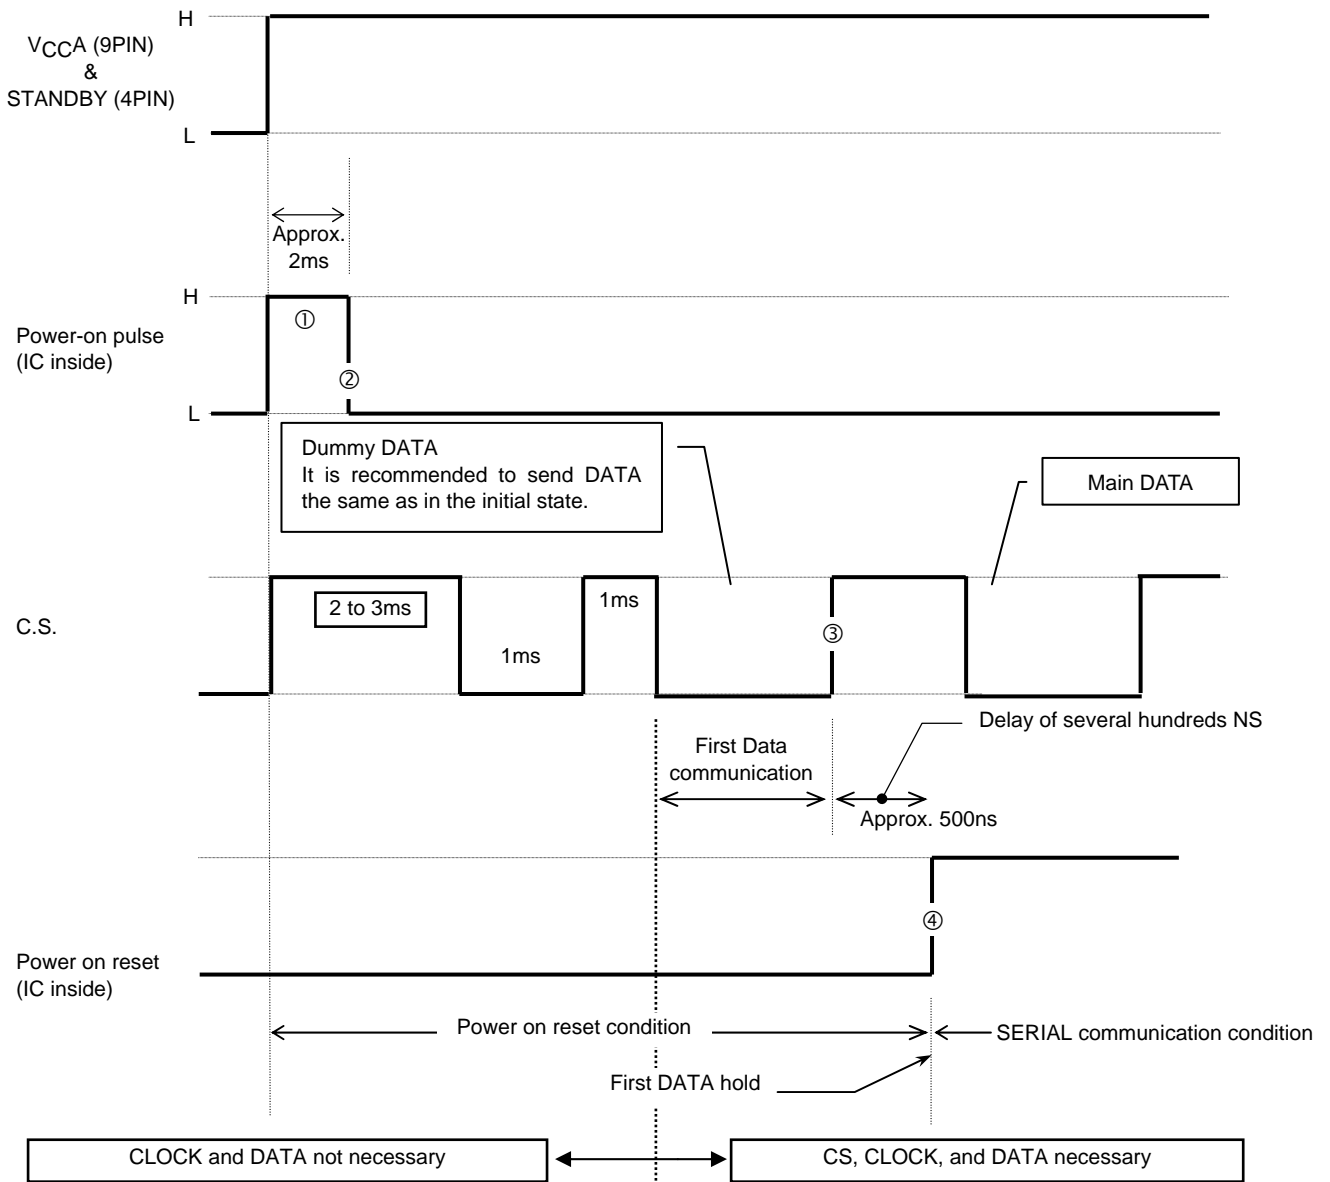 H
VCCA (9PIN)
&
STANDBY (4PIN)
L
Approx.
2ms
H
①
Power-on pulse
(IC inside)
②
L
Dummy DATA
It is recommended to send DATA
the same as in the initial state.
Main DATA
2 to 3ms
1ms
C.S.
③
1ms
Delay of several hundreds NS
First Data
communication
Approx. 500ns
④
Power on reset
(IC inside)
Power on reset condition
SERIAL communication condition
First DATA hold
CLOCK and DATA not necessary
CS, CLOCK, and DATA necessary